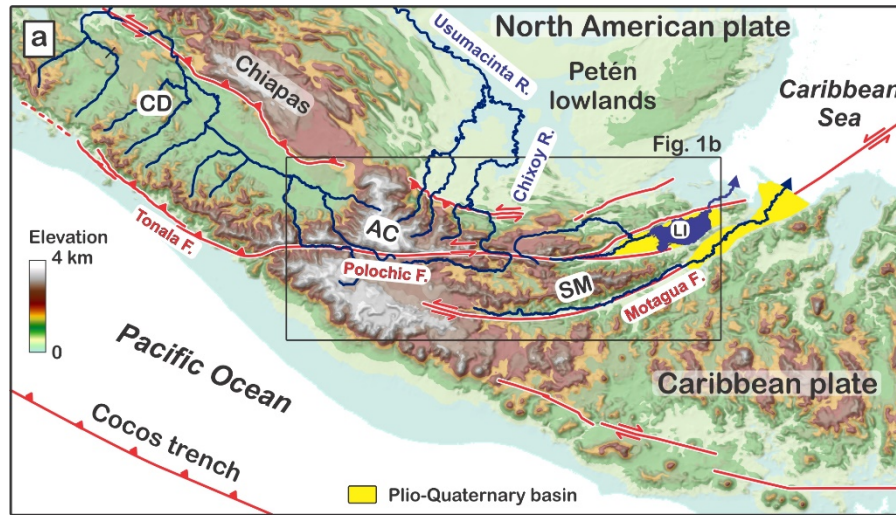 a
North American plate
Usumacinta R.
Chiapas
Petén
lowlands
Caribbean
Sea
CD
Fig. 1b
Chixoy R.
AC
LI
Elevation
4 km
0
Tonala F.
Polochic F.
SM
Motagua F.
Pacific Ocean
Caribbean plate
Cocos trench
Plio-Quaternary basin